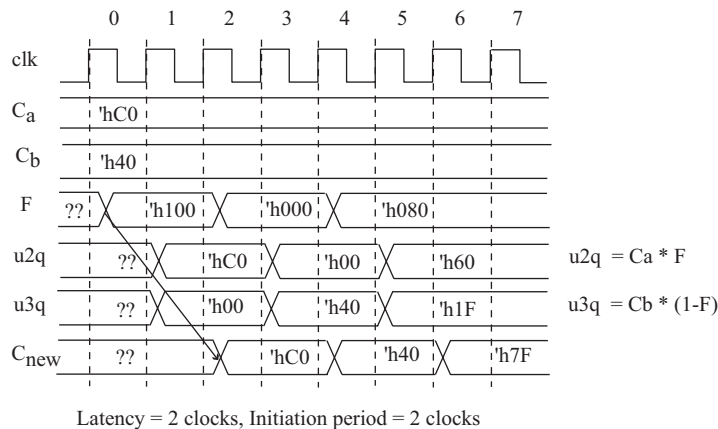 0 1 2 3 4 5 6 7
clk
Ca 'hC0
Cb 'h40
F ?? 'h100 'h000 'h080
u2q ?? 'hC0 'h00 'h60 u2q = Ca * F
u3q ?? 'h00 'h40 'h1F u3q = Cb * (1-F)
Cnew ?? 'hC0 'h40 'h7F
Latency = 2 clocks, Initiation period = 2 clocks